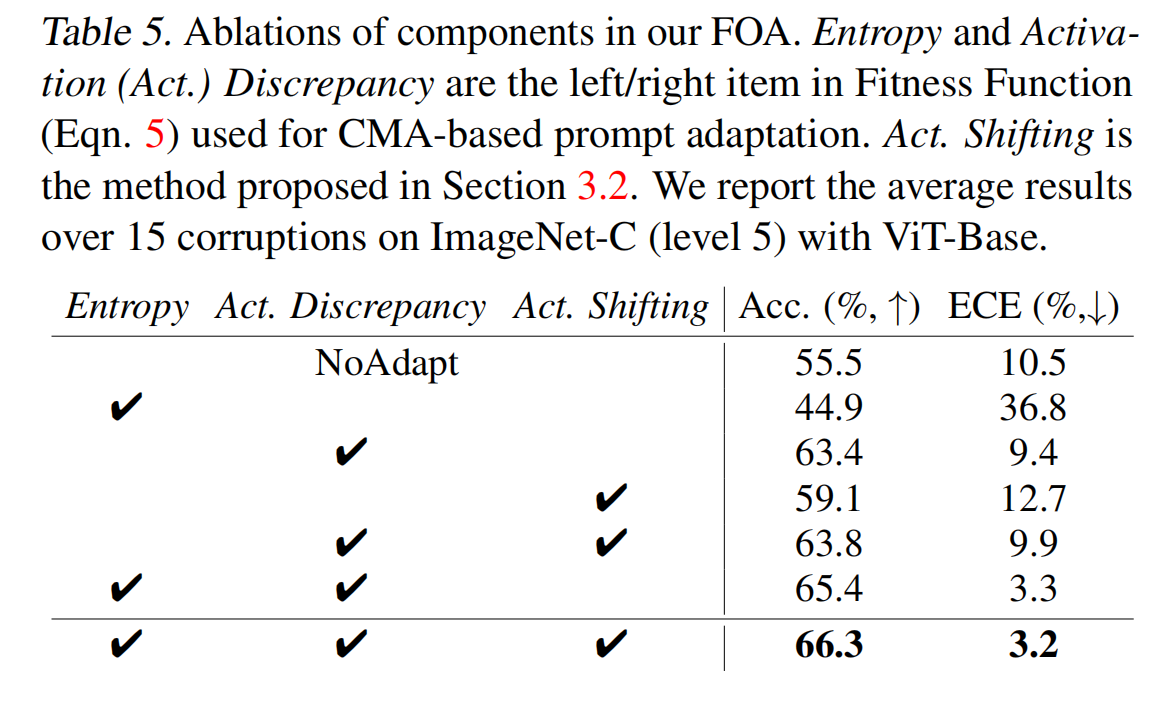 Table 5. Ablations of components in our FOA. Entropy and Activa-
tion (Act.) Discrepancy are the left/right item in Fitness Function
(Eqn. 5) used for CMA-based prompt adaptation. Act. Shifting is
the method proposed in Section 3.2. We report the average results
over 15 corruptions on ImageNet-C (level 5) with ViT-Base.
Entropy Act. Discrepancy Act. Shifting Acc. (%, ↑) ECE (%,↓)
NoAdapt 55.5 10.5
✔ 44.9 36.8
✔ 63.4 9.4
✔ 59.1 12.7
✔ ✔ 63.8 9.9
✔ ✔ 65.4 3.3
✔ ✔ ✔ 66.3 3.2